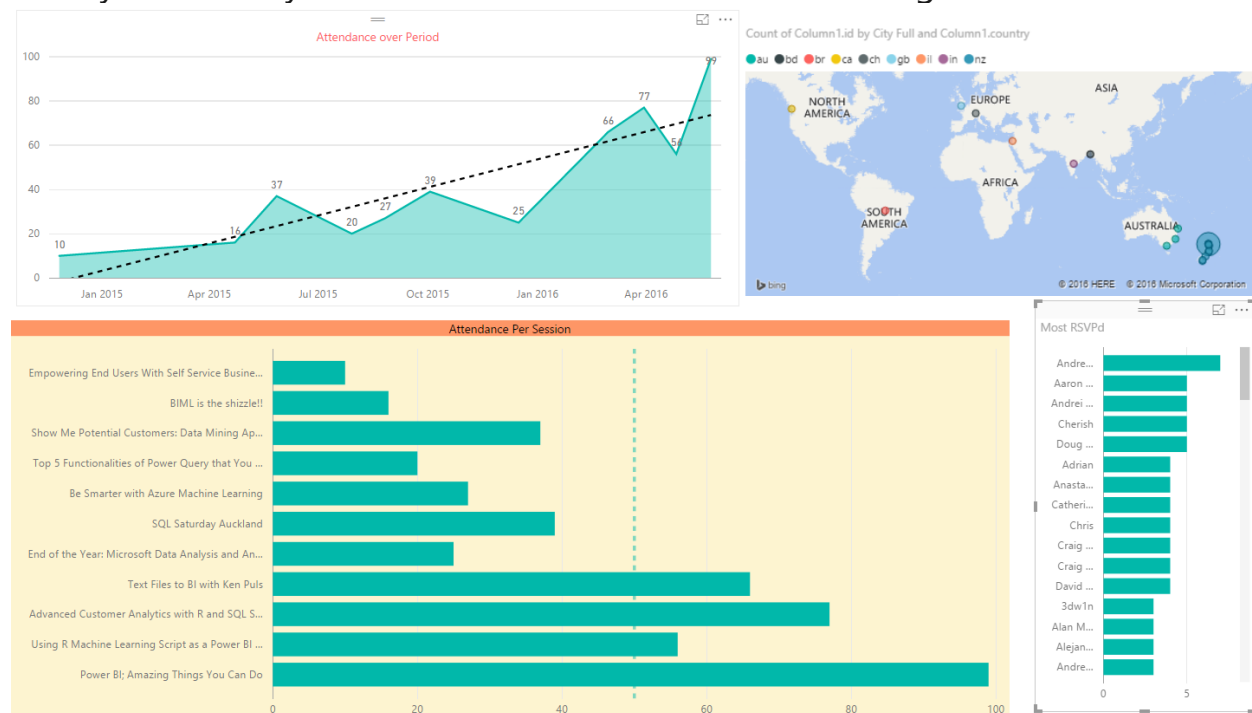 Attendance over Period
100
80
60
40
20
0
10
16
37
20
27
39
25
66
77
56
99
Jan 2015
Apr 2015
Jul 2015
Oct 2015
Jan 2016
Apr 2016
Count of Column1.id by City Full and Column1.country
au bd br ca ch gb il in nz
NORTH AMERICA
EUROPE
ASIA
AFRICA
SOUTH AMERICA
AUSTRALIA
bing
© 2016 HERE © 2016 Microsoft Corporation
Attendance Per Session
Empowering End Users With Self Service Busine...
BIML is the shizzle!!
Show Me Potential Customers: Data Mining Ap...
Top 5 Functionalities of Power Query that You ...
Be Smarter with Azure Machine Learning
SQL Saturday Auckland
End of the Year: Microsoft Data Analysis and An...
Text Files to BI with Ken Puls
Advanced Customer Analytics with R and SQL S...
Using R Machine Learning Script as a Power BI ...
Power BI; Amazing Things You Can Do
0 20 40 60 80 100
Most RSVPd
Andre...
Aaron ...
Andrei ...
Cherish
Doug ...
Adrian
Anasta...
Catheri...
Chris
Craig ...
Craig ...
David ...
3dw1n
Alan M...
Alejan...
Andre...
0 5